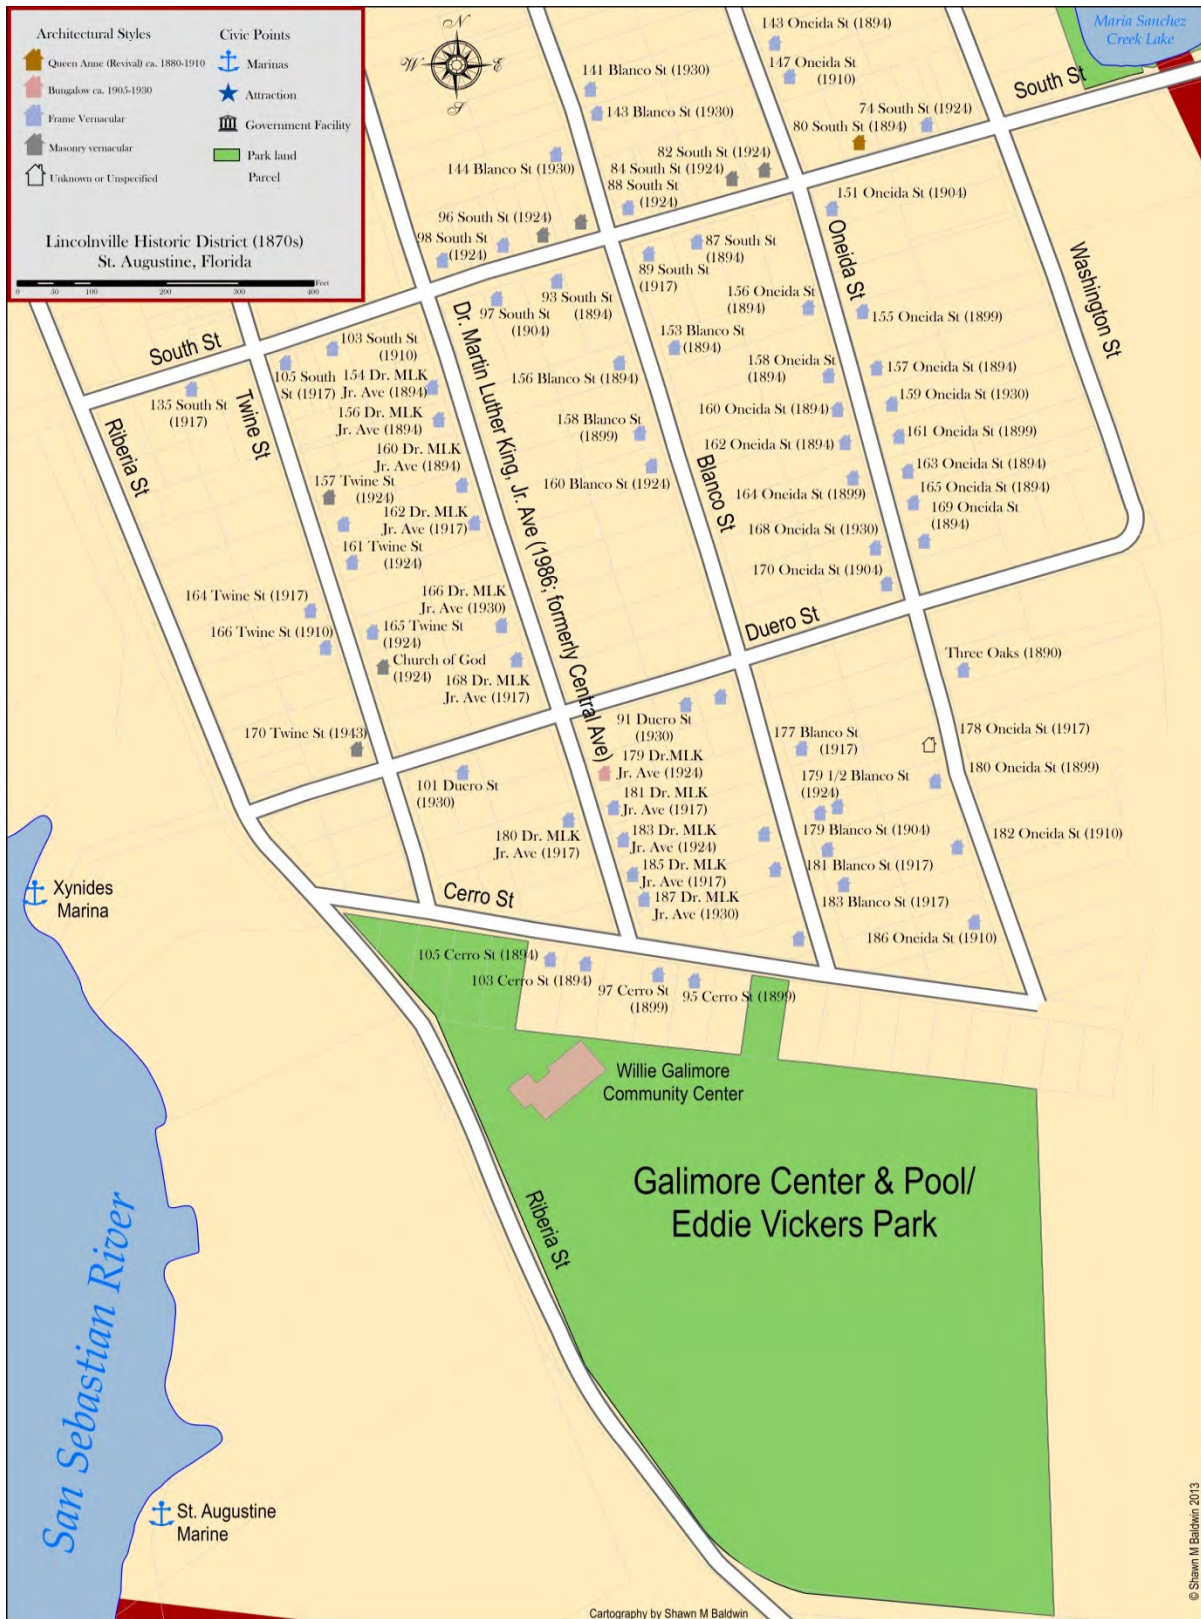 Architectural Styles
Queen Anne (Revival) ca. 1880-1910
Bungalow ca. 1905-1930
Frame Vernacular
Masonry vernacular
Unknown or Unspecified
Civic Points
Marinas
Attraction
Government Facility
Park land
Parcel
Lincolnville Historic District (1870s)
St. Augustine, Florida
Feet
0 50 100 200 300 400
N
W E
S
Maria Sanchez
Creek Lake
143 Oneida St (1894)
147 Oneida St
(1910)
141 Blanco St (1930)
143 Blanco St (1930)
South St
74 South St (1924)
80 South St (1894)
82 South St (1924)
84 South St (1924)
88 South St
(1924)
144 Blanco St (1930)
96 South St (1924)
98 South St
(1924)
151 Oneida St (1904)
Oneida St
Washington St
87 South St
(1894)
89 South St
(1917)
93 South St
(1894)
97 South St
(1904)
156 Oneida St
(1894)
155 Oneida St (1899)
153 Blanco St
(1894)
South St
103 South St
(1910)
105 South
St (1917)
154 Dr. MLK
Jr. Ave (1894)
156 Blanco St (1894)
158 Oneida St
(1894)
157 Oneida St (1894)
159 Oneida St (1930)
135 South St
(1917)
Twine St
Riberia St
156 Dr. MLK
Jr. Ave (1894)
Dr. Martin Luther King, Jr. Ave (1986; formerly Central Ave)
158 Blanco St
(1899)
160 Oneida St (1894)
161 Oneida St (1899)
160 Dr. MLK
Jr. Ave (1894)
162 Oneida St (1894)
163 Oneida St (1894)
157 Twine St
(1924)
160 Blanco St (1924)
Blanco St
164 Oneida St (1899)
165 Oneida St (1894)
169 Oneida St
(1894)
162 Dr. MLK
Jr. Ave (1917)
168 Oneida St (1930)
161 Twine St
(1924)
170 Oneida St (1904)
164 Twine St (1917)
166 Dr. MLK
Jr. Ave (1930)
Duero St
166 Twine St (1910)
165 Twine St
(1924)
Church of God
(1924)
168 Dr. MLK
Jr. Ave (1917)
Three Oaks (1890)
170 Twine St (1943)
91 Duero St
(1930)
177 Blanco St
(1917)
178 Oneida St (1917)
179 Dr.MLK
Jr. Ave (1924)
180 Oneida St (1899)
101 Duero St
(1930)
179 1/2 Blanco St
(1924)
181 Dr. MLK
Jr. Ave (1917)
180 Dr. MLK
Jr. Ave (1917)
183 Dr. MLK
Jr. Ave (1924)
179 Blanco St (1904)
182 Oneida St (1910)
185 Dr. MLK
Jr. Ave (1917)
181 Blanco St (1917)
187 Dr. MLK
Jr. Ave (1930)
183 Blanco St (1917)
186 Oneida St (1910)
Cerro St
Xynides
Marina
105 Cerro St (1894)
103 Cerro St (1894)
97 Cerro St
(1899)
95 Cerro St (1899)
Willie Galimore
Community Center
Galimore Center & Pool/
Eddie Vickers Park
Riberia St
San Sebastian River
St. Augustine
Marine
© Shawn M Baldwin 2013
Cartography by Shawn M Baldwin